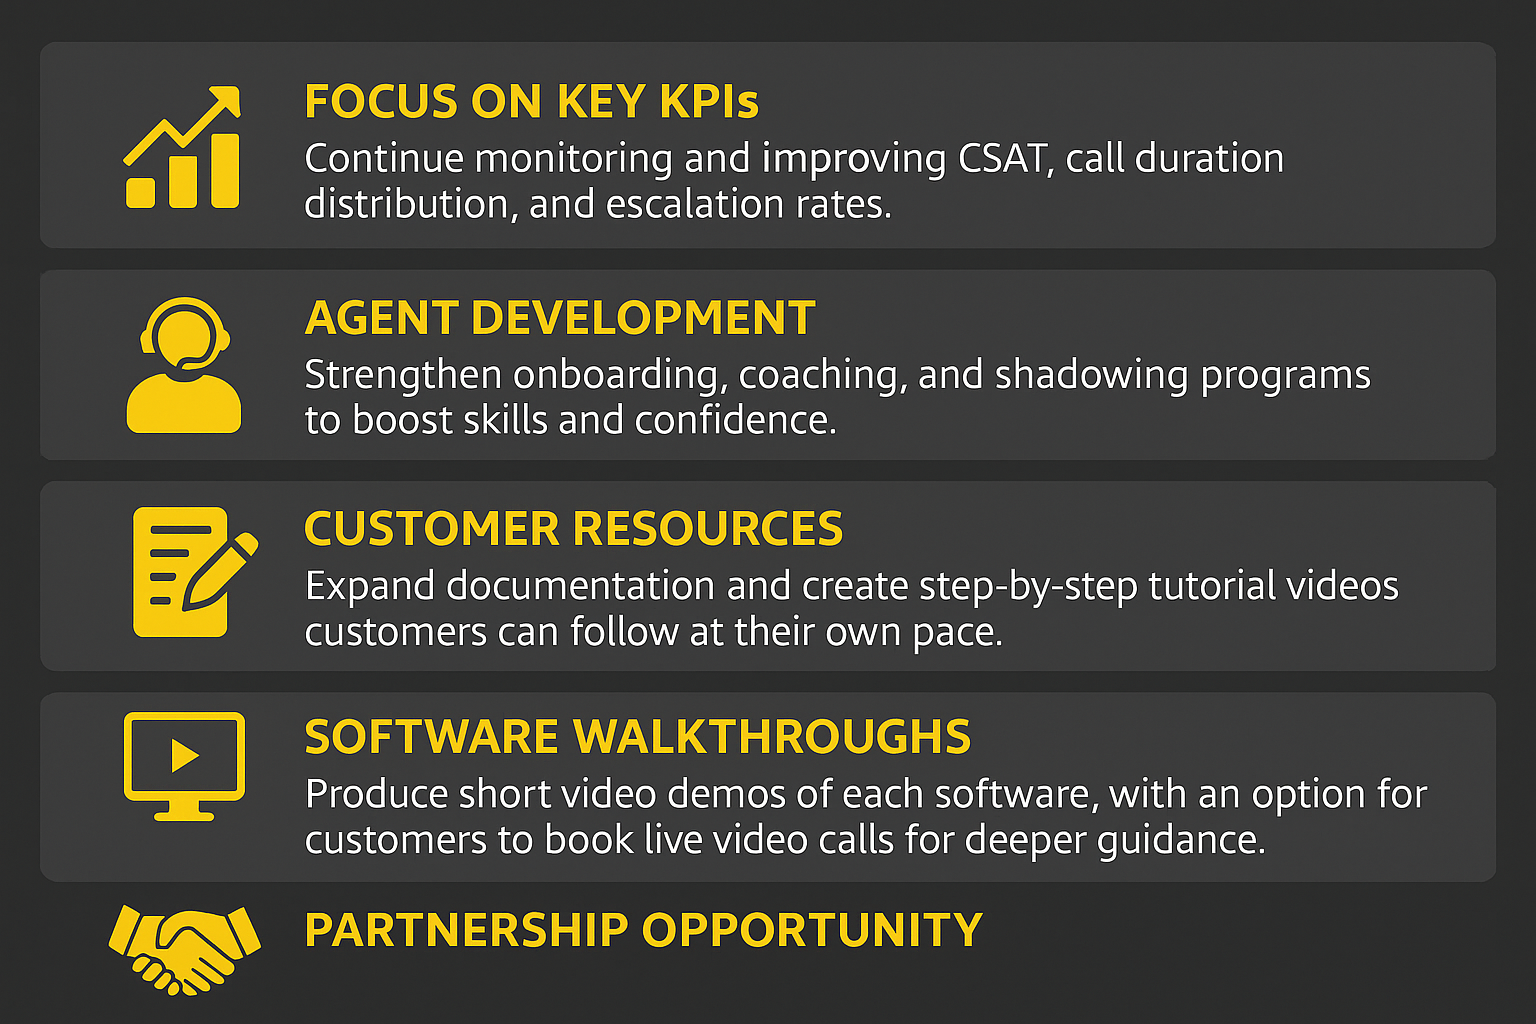 FOCUS ON KEY KPIs
Continue monitoring and improving CSAT, call duration
distribution, and escalation rates.
AGENT DEVELOPMENT
Strengthen onboarding, coaching, and shadowing programs
to boost skills and confidence.
CUSTOMER RESOURCES
Expand documentation and create step-by-step tutorial videos
customers can follow at their own pace.
SOFTWARE WALKTHROUGHS
Produce short video demos of each software, with an option for
customers to book live video calls for deeper guidance.
PARTNERSHIP OPPORTUNITY